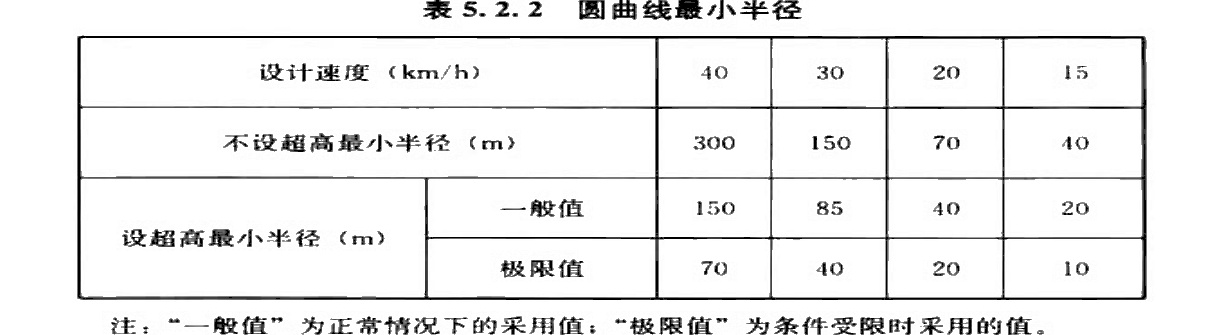 表 5.2.2 圆曲线最小半径
设计速度（km/h） 40 30 20 15
不设超高最小半径（m） 300 150 70 40
设超高最小半径（m） 一般值 150 85 40 20
极限值 70 40 20 10
注：“一般值”为正常情况下的采用值；“极限值”为条件受限时采用的值。